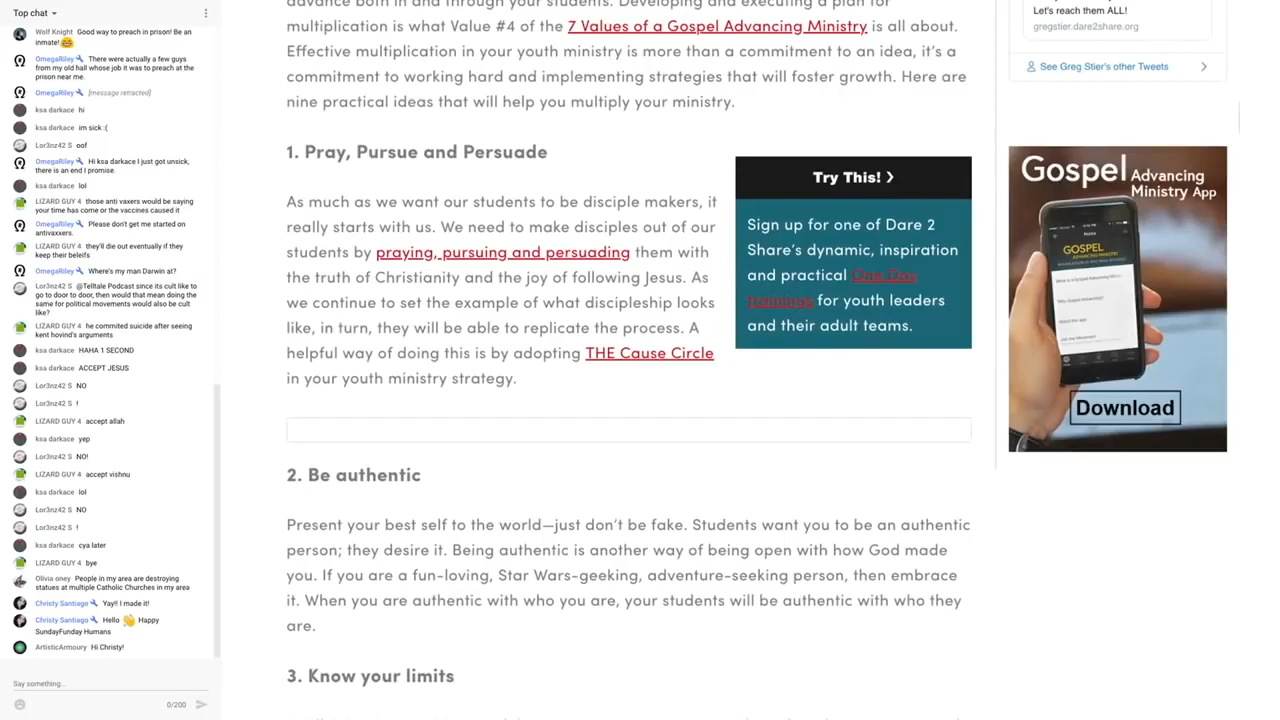 Top chat
Wolf Knight Good way to preach in prison! Be an
inmate!
OmegaRiley There were actually a few guys
from my old hall whose job it was to preach at the
prison near me.
OmegaRiley [message retracted]
ksa darkace hi
ksa darkace im sick :(
Lor3nz42 S oof
OmegaRiley Hi ksa darkace I just got unsick,
there is an end I promise.
ksa darkace lol
LIZARD GUY 4 those anti vaxers would be saying
your time has come or the vaccines caused it
OmegaRiley Please don't get me started on
antivaxxers.
LIZARD GUY 4 they'll die out eventually if they
keep their beleifs
OmegaRiley Where's my man Darwin at?
Lor3nz42 S @Telltale Podcast since its cult like to
go to door to door, then would that mean doing the
same for political movements would also be cult
like?
LIZARD GUY 4 he commited suicide after seeing
kent hovind's arguments
ksa darkace HAHA 1 SECOND
ksa darkace ACCEPT JESUS
Lor3nz42 S NO
Lor3nz42 S !
LIZARD GUY 4 accept allah
ksa darkace yep
Lor3nz42 S NO!
LIZARD GUY 4 accept vishnu
ksa darkace lol
Lor3nz42 S NO
Lor3nz42 S !
ksa darkace cya later
LIZARD GUY 4 bye
Olivia oney People in my area are destroying
statues at multiple Catholic Churches in my area
Christy Santiago Yay!! I made it!
Christy Santiago Hello 👋 Happy
SundayFunday Humans
ArtisticArmoury Hi Christy!
Say something...
0/200
advance both in and through your students. Developing and executing a plan for
multiplication is what Value #4 of the 7 Values of a Gospel Advancing Ministry is all about.
Effective multiplication in your youth ministry is more than a commitment to an idea, it's a
commitment to working hard and implementing strategies that will foster growth. Here are
nine practical ideas that will help you multiply your ministry.
1. Pray, Pursue and Persuade
As much as we want our students to be disciple makers, it
really starts with us. We need to make disciples out of our
students by praying, pursuing and persuading them with
the truth of Christianity and the joy of following Jesus. As
we continue to set the example of what discipleship looks
like, in turn, they will be able to replicate the process. A
helpful way of doing this is by adopting THE Cause Circle
in your youth ministry strategy.
Try This! ❯
Sign up for one of Dare 2
Share's dynamic, inspiration
and practical One Day
trainings for youth leaders
and their adult teams.
2. Be authentic
Present your best self to the world—just don't be fake. Students want you to be an authentic
person; they desire it. Being authentic is another way of being open with how God made
you. If you are a fun-loving, Star Wars-geeking, adventure-seeking person, then embrace
it. When you are authentic with who you are, your students will be authentic with who they
are.
3. Know your limits
Let's reach them ALL!
gregstier.dare2share.org
See Greg Stier's other Tweets
Gospel Advancing
Ministry App
GOSPEL
Download